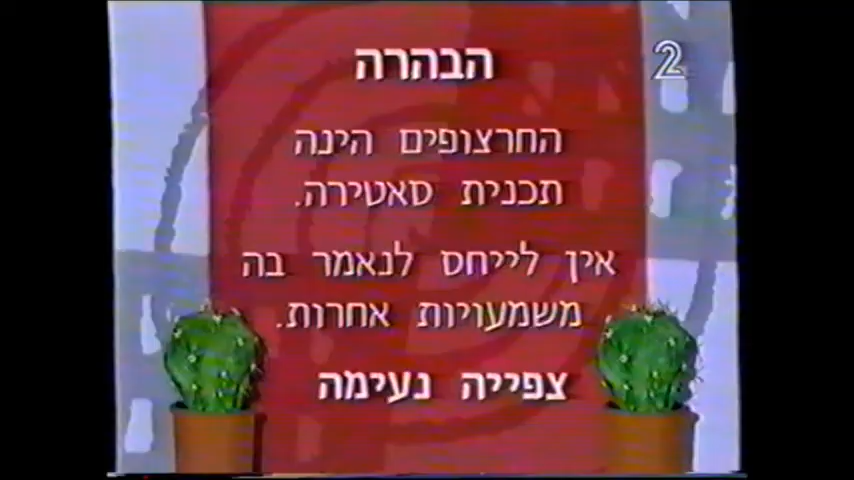 הבהרה
2
החרצופים הינה
תכנית סאטירה.
אין לייחס לנאמר בה
משמעויות אחרות.
צפייה נעימה